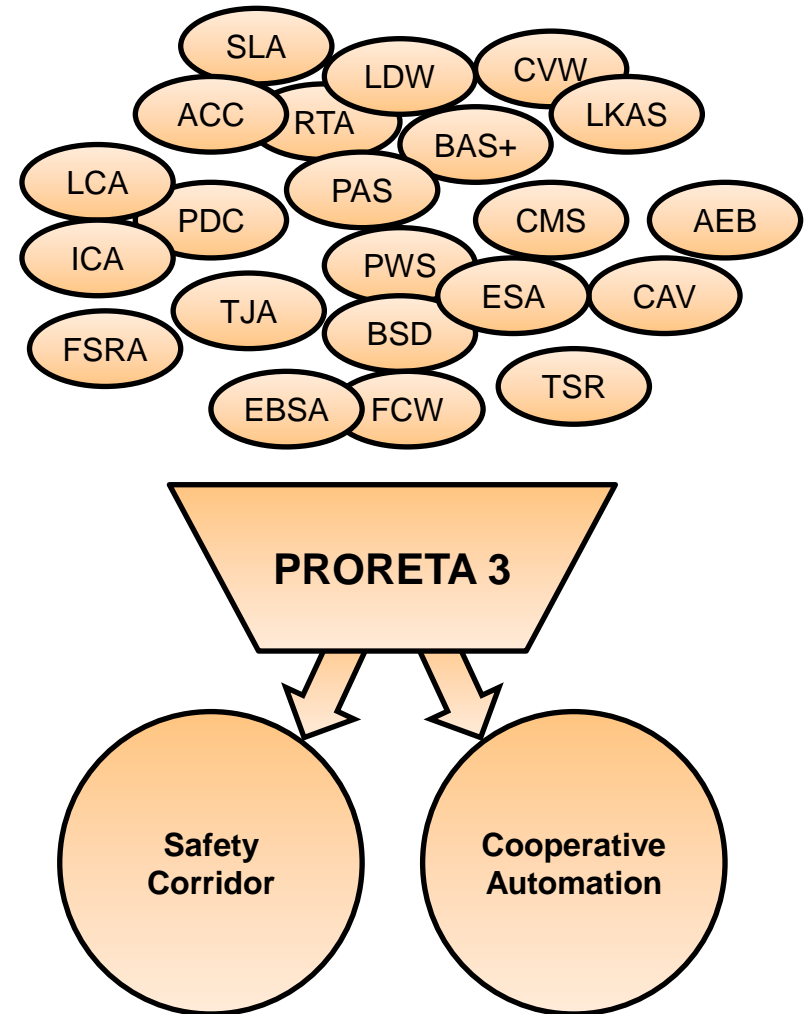 SLA
LDW
CVW
ACC
RTA
LKAS
BAS+
LCA
PAS
PDC
CMS
AEB
ICA
PWS
ESA
CAV
TJA
BSD
FSRA
TSR
EBSA
FCW
PRORETA 3
Safety
Corridor
Cooperative
Automation